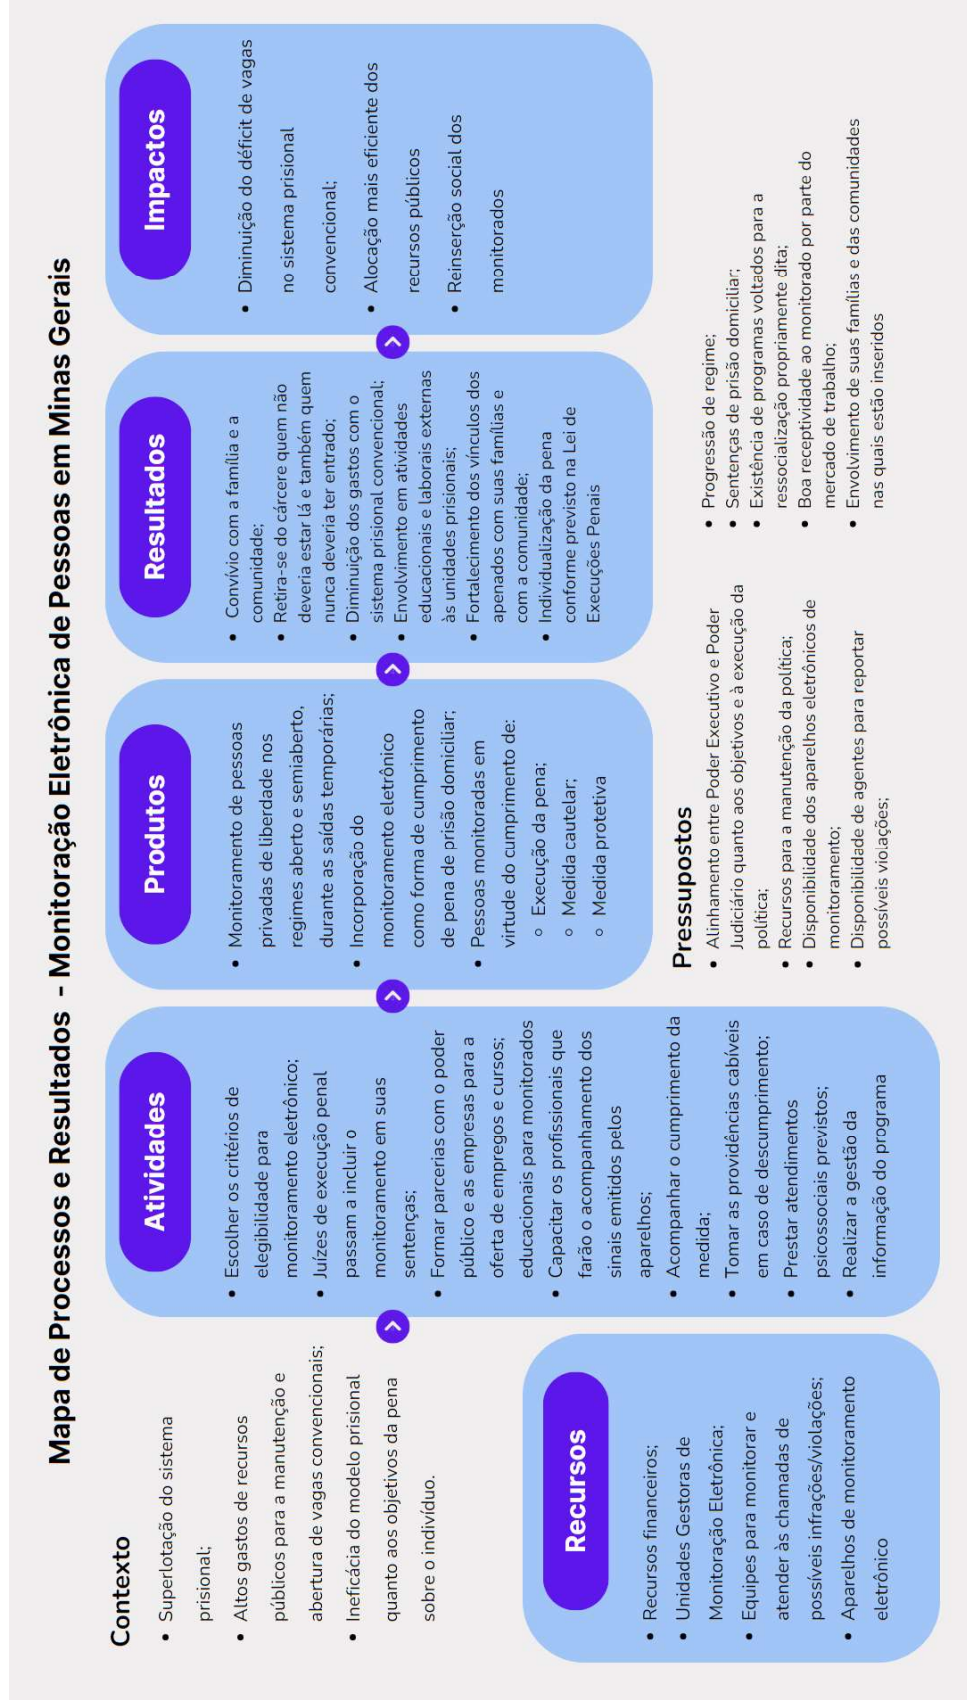 Mapa de Processos e Resultados - Monitoração Eletrônica de Pessoas em Minas Gerais
Contexto
• Superlotação do sistema
prisional;
• Altos gastos de recursos
públicos para a manutenção e
abertura de vagas convencionais;
• Ineficácia do modelo prisional
quanto aos objetivos da pena
sobre o indivíduo.
Recursos
• Recursos financeiros;
• Unidades Gestoras de
Monitoração Eletrônica;
• Equipes para monitorar e
atender às chamadas de
possíveis infrações/violações;
• Aparelhos de monitoramento
eletrônico
Atividades
• Escolher os critérios de
elegibilidade para
monitoramento eletrônico;
• Juízes de execução penal
passam a incluir o
monitoramento em suas
sentenças;
• Formar parcerias com o poder
público e as empresas para a
oferta de empregos e cursos;
educacionais para monitorados
• Capacitar os profissionais que
farão o acompanhamento dos
sinais emitidos pelos
aparelhos;
• Acompanhar o cumprimento da
medida;
• Tomar as providências cabíveis
em caso de descumprimento;
• Prestar atendimentos
psicossociais previstos;
• Realizar a gestão da
informação do programa
Produtos
• Monitoramento de pessoas
privadas de liberdade nos
regimes aberto e semiaberto,
durante as saídas temporárias;
• Incorporação do
monitoramento eletrônico
como forma de cumprimento
de pena de prisão domiciliar;
• Pessoas monitoradas em
virtude do cumprimento de:
○ Execução da pena;
○ Medida cautelar;
○ Medida protetiva
Resultados
• Convívio com a família e a
comunidade;
• Retira-se do cárcere quem não
deveria estar lá e também quem
nunca deveria ter entrado;
• Diminuição dos gastos com o
sistema prisional convencional;
• Envolvimento em atividades
educacionais e laborais externas
às unidades prisionais;
• Fortalecimento dos vínculos dos
apenados com suas famílias e
com a comunidade;
• Individualização da pena
conforme previsto na Lei de
Execuções Penais
Impactos
• Diminuição do déficit de vagas
no sistema prisional
convencional;
• Alocação mais eficiente dos
recursos públicos
• Reinserção social dos
monitorados
Pressupostos
• Alinhamento entre Poder Executivo e Poder
Judiciário quanto aos objetivos e à execução da
política;
• Recursos para a manutenção da política;
• Disponibilidade dos aparelhos eletrônicos de
monitoramento;
• Disponibilidade de agentes para reportar
possíveis violações;
• Progressão de regime;
• Sentenças de prisão domiciliar;
• Existência de programas voltados para a
ressocialização propriamente dita;
• Boa receptividade ao monitorado por parte do
mercado de trabalho;
• Envolvimento de suas famílias e das comunidades
nas quais estão inseridos